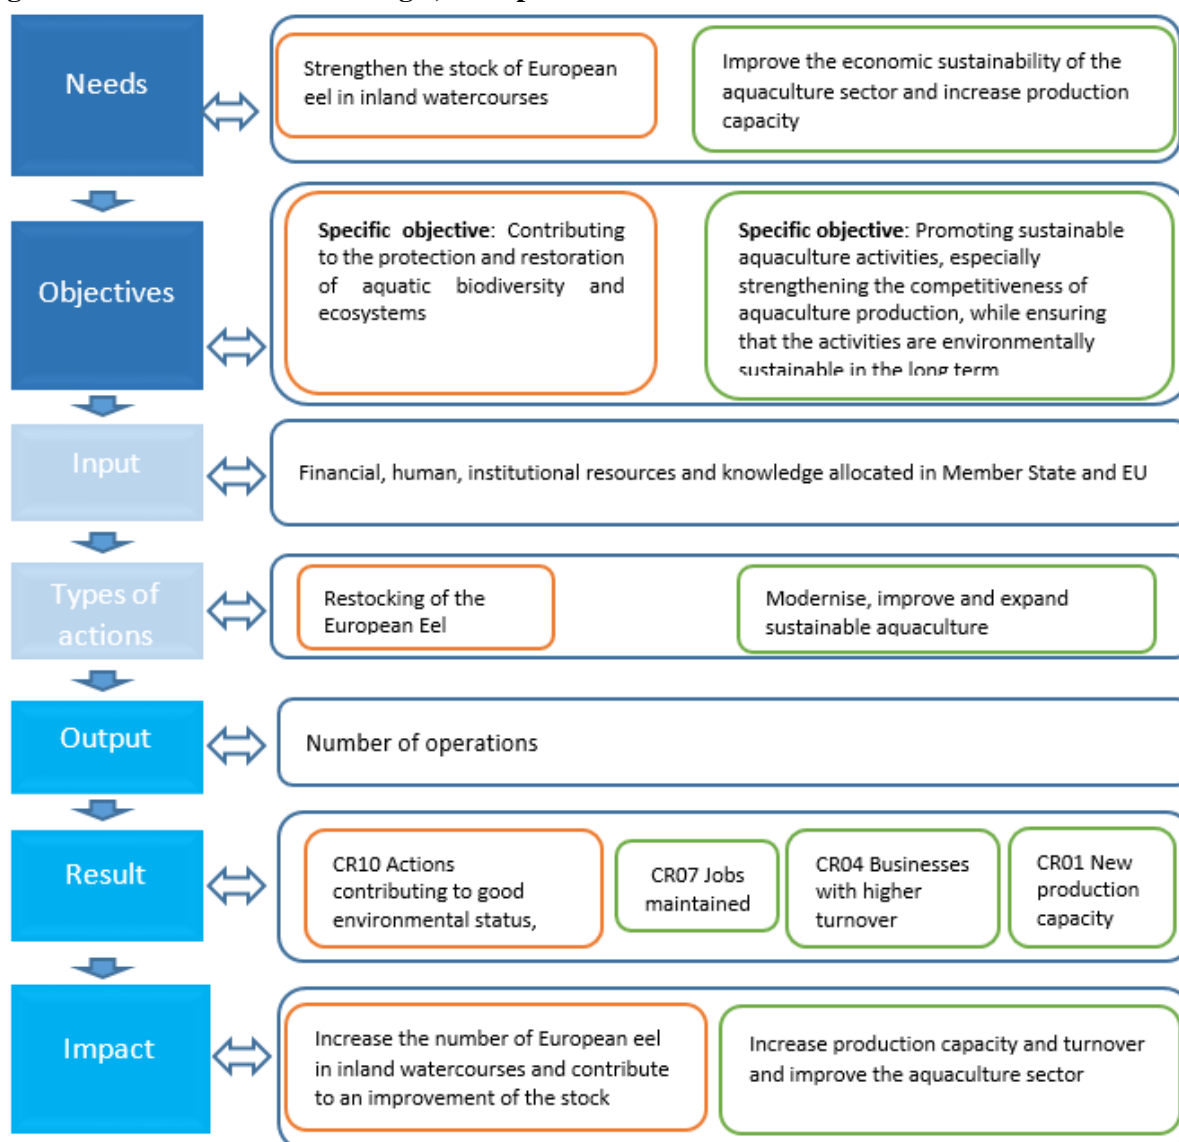 Needs
Strengthen the stock of European
eel in inland watercourses
Improve the economic sustainability of the
aquaculture sector and increase production
capacity
Objectives
Specific objective: Contributing
to the protection and restoration
of aquatic biodiversity and
ecosystems
Specific objective: Promoting sustainable
aquaculture activities, especially
strengthening the competitiveness of
aquaculture production, while ensuring
that the activities are environmentally
sustainable in the long term
Input
Financial, human, institutional resources and knowledge allocated in Member State and EU
Types of
actions
Restocking of the
European Eel
Modernise, improve and expand
sustainable aquaculture
Output
Number of operations
Result
CR10 Actions
contributing to good
environmental status,
CR07 Jobs
maintained
CR04 Businesses
with higher
turnover
CR01 New
production
capacity
Impact
Increase the number of European eel
in inland watercourses and contribute
to an improvement of the stock
Increase production capacity and turnover
and improve the aquaculture sector